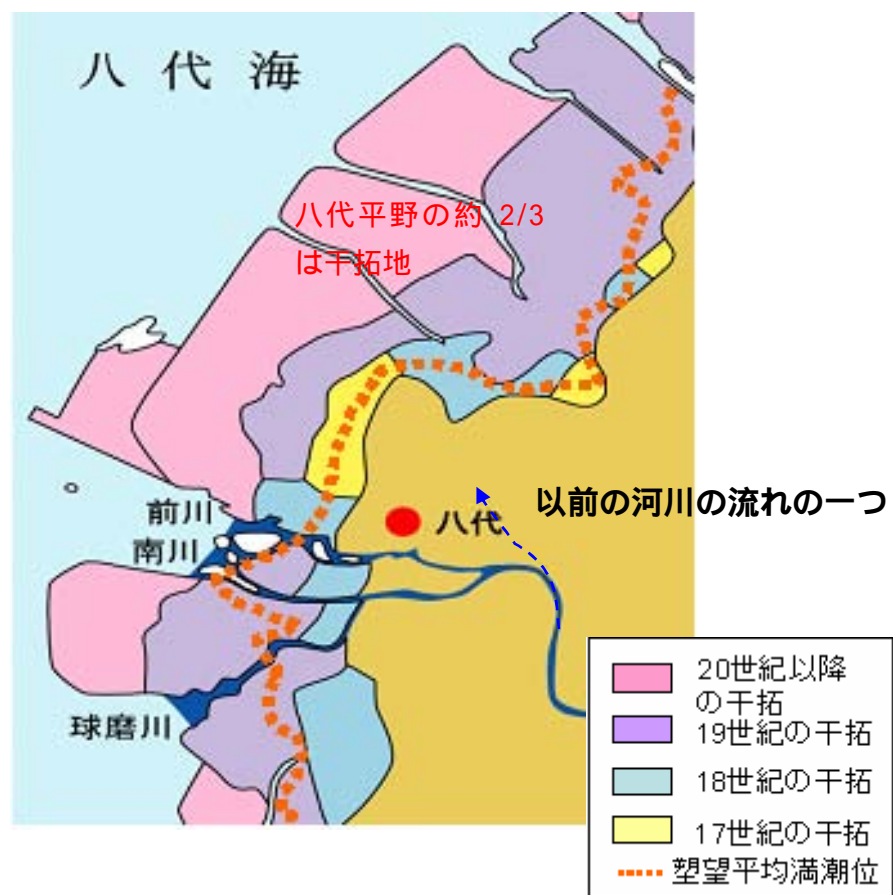 八代海
八代平野の約 2/3
は干拓地
以前の河川の流れの一つ
前川
八代
南川
球磨川
20世紀以降
の干拓
19世紀の干拓
18世紀の干拓
17世紀の干拓
塑望平均満潮位